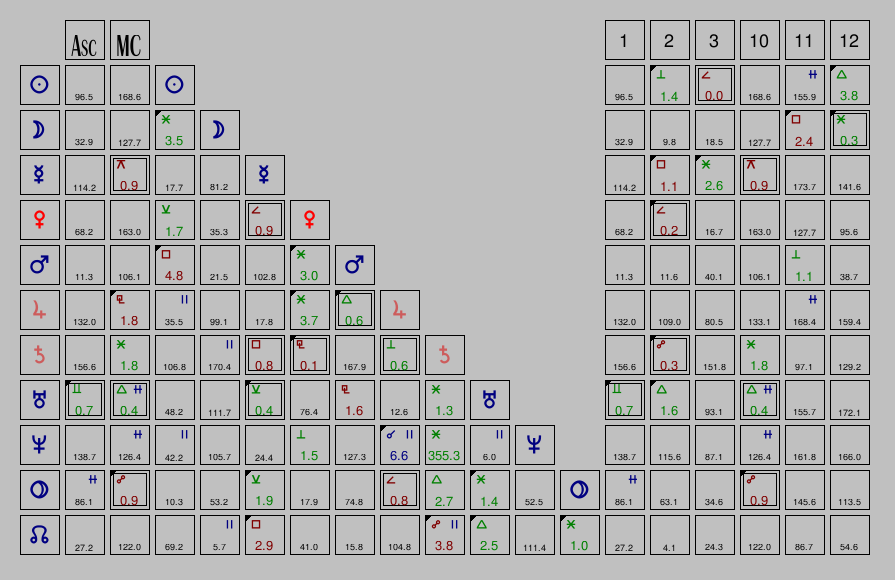 Asc MC 1 2 3 10 11 12
☉ 96.5 168.6 ☉ 96.5 1.4 0.0 168.6 155.9 3.8
☽ 32.9 127.7 3.5 ☽ 32.9 9.8 18.5 127.7 2.4 0.3
☿ 114.2 0.9 17.7 81.2 ☿ 114.2 1.1 2.6 0.9 173.7 141.6
♀ 68.2 163.0 1.7 35.3 0.9 ♀ 68.2 0.2 16.7 163.0 127.7 95.6
♂ 11.3 106.1 4.8 21.5 102.8 3.0 ♂ 11.3 11.6 40.1 106.1 1.1 38.7
♃ 132.0 1.8 35.5 99.1 17.8 3.7 0.6 ♃ 132.0 109.0 80.5 133.1 168.4 159.4
♄ 156.6 1.8 106.8 170.4 0.8 0.1 167.9 0.6 ♄ 156.6 0.3 151.8 1.8 97.1 129.2
♅ 0.7 0.4 48.2 111.7 0.4 76.4 1.6 12.6 1.3 ♅ 0.7 1.6 93.1 0.4 155.7 172.1
♆ 138.7 126.4 42.2 105.7 24.4 1.5 127.3 6.6 355.3 6.0 ♆ 138.7 115.6 87.1 126.4 161.8 166.0
86.1 0.9 10.3 53.2 1.9 17.9 74.8 0.8 2.7 1.4 52.5 86.1 63.1 34.6 0.9 145.6 113.5
☊ 27.2 122.0 69.2 5.7 2.9 41.0 15.8 104.8 3.8 2.5 111.4 1.0 27.2 4.1 24.3 122.0 86.7 54.6